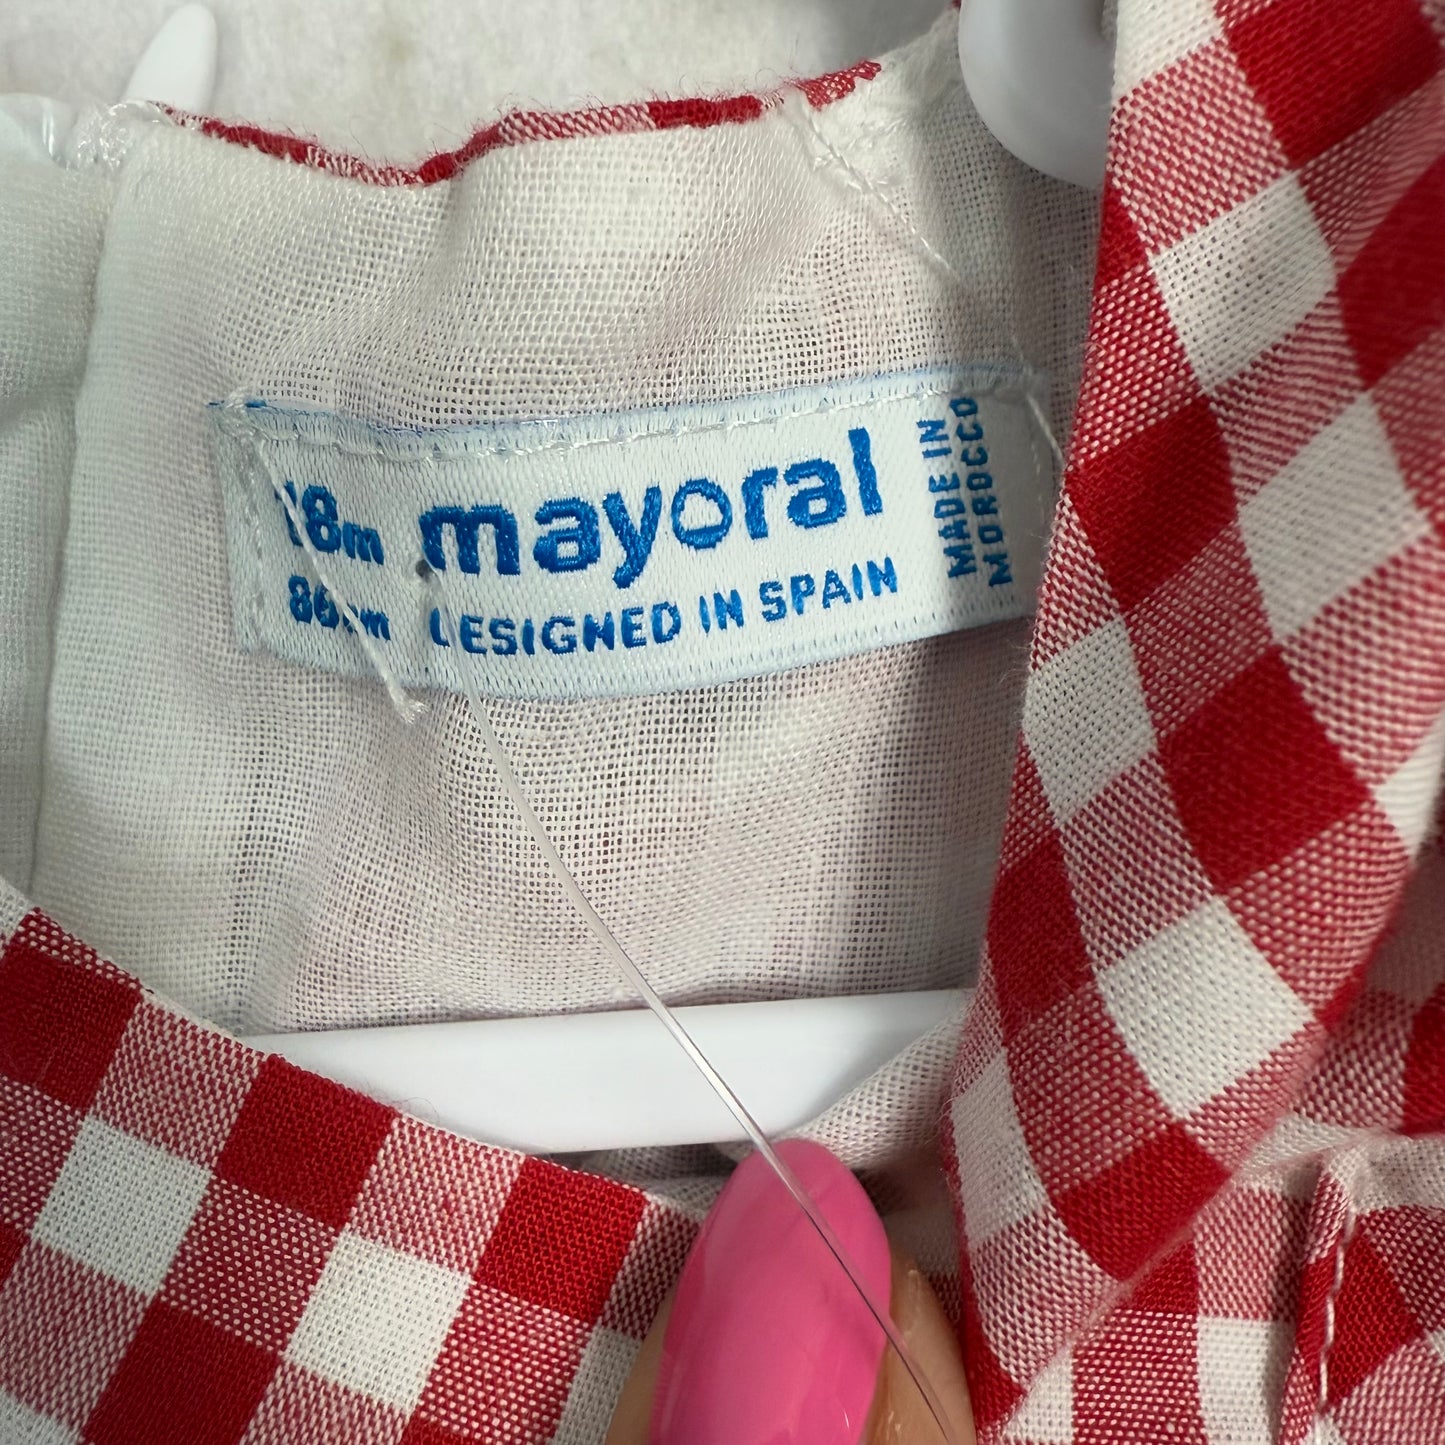 18m mayoral
86cm DESIGNED IN SPAIN
MADE IN
MOROCCO